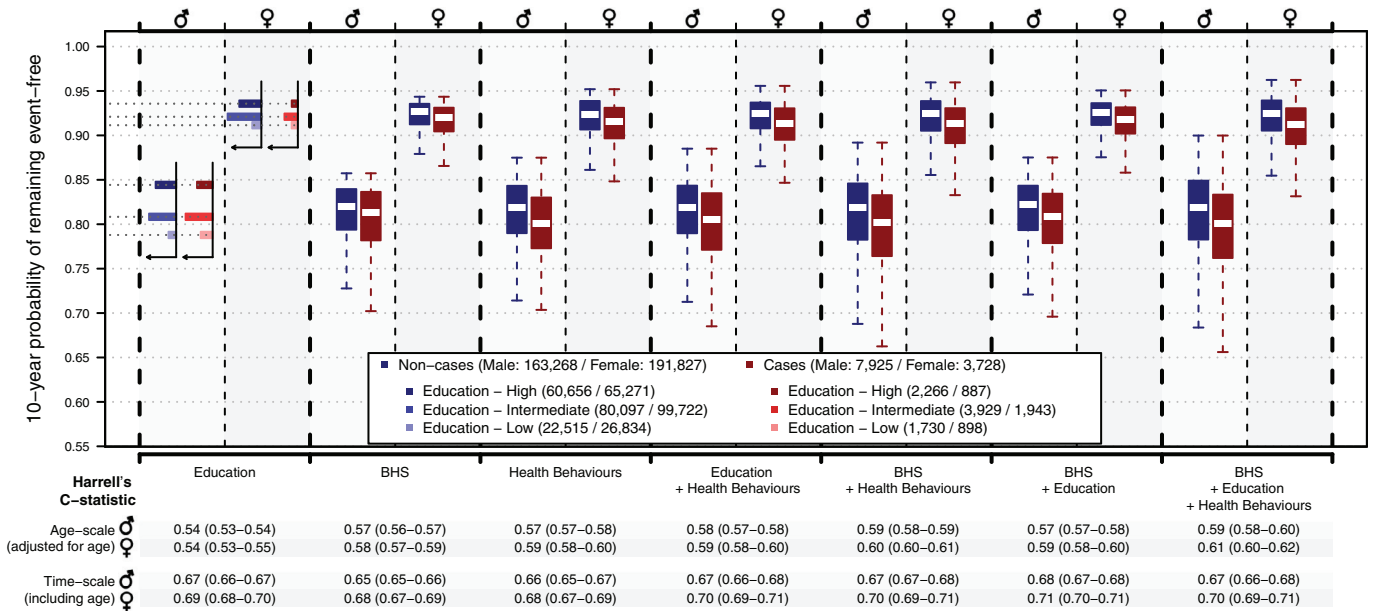 ♂ ♀ ♂ ♀ ♂ ♀ ♂ ♀ ♂ ♀ ♂ ♀ ♂ ♀
10−year probability of remaining event−free
1.00
0.95
0.90
0.85
0.80
0.75
0.70
0.65
0.60
0.55
Non−cases (Male: 163,268 / Female: 191,827)
Education − High (60,656 / 65,271)
Education − Intermediate (80,097 / 99,722)
Education − Low (22,515 / 26,834)
Cases (Male: 7,925 / Female: 3,728)
Education − High (2,266 / 887)
Education − Intermediate (3,929 / 1,943)
Education − Low (1,730 / 898)
Harrell's
C−statistic
Education
BHS
Health Behaviours
Education
+ Health Behaviours
BHS
+ Health Behaviours
BHS
+ Education
BHS
+ Education
+ Health Behaviours
Age−scale ♂ 0.54 (0.53−0.54) 0.57 (0.56−0.57) 0.57 (0.57−0.58) 0.58 (0.57−0.58) 0.59 (0.58−0.59) 0.57 (0.57−0.58) 0.59 (0.58−0.60)
(adjusted for age) ♀ 0.54 (0.53−0.55) 0.58 (0.57−0.59) 0.59 (0.58−0.60) 0.59 (0.58−0.60) 0.60 (0.60−0.61) 0.59 (0.58−0.60) 0.61 (0.60−0.62)
Time−scale ♂ 0.67 (0.66−0.67) 0.65 (0.65−0.66) 0.66 (0.65−0.67) 0.67 (0.66−0.68) 0.67 (0.67−0.68) 0.68 (0.67−0.68) 0.67 (0.66−0.68)
(including age) ♀ 0.69 (0.68−0.70) 0.68 (0.67−0.69) 0.68 (0.67−0.69) 0.70 (0.69−0.71) 0.70 (0.69−0.71) 0.71 (0.70−0.71) 0.70 (0.69−0.71)